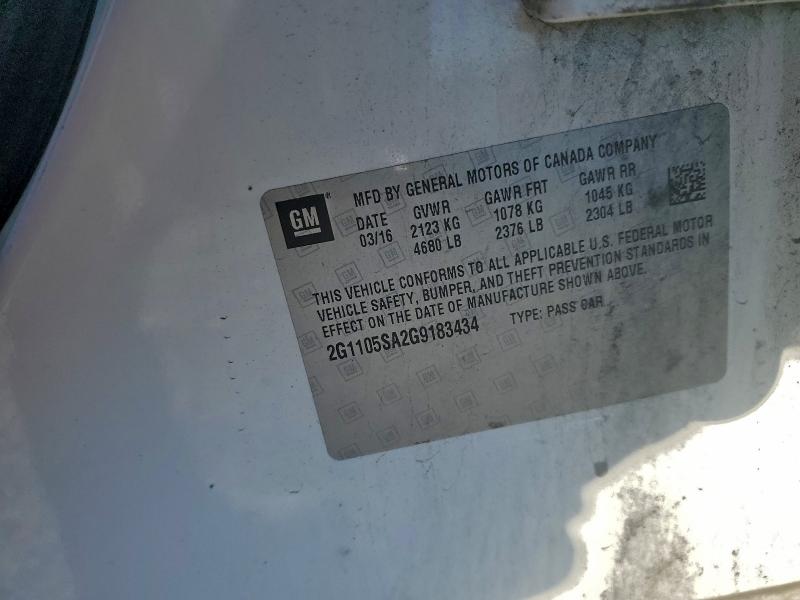 GM
MFD BY GENERAL MOTORS OF CANADA COMPANY
DATE GVWR GAWR FRT GAWR RR
03/16 2123 KG 1078 KG 1045 KG
4680 LB 2376 LB 2304 LB
THIS VEHICLE CONFORMS TO ALL APPLICABLE U.S. FEDERAL MOTOR
VEHICLE SAFETY, BUMPER, AND THEFT PREVENTION STANDARDS IN
EFFECT ON THE DATE OF MANUFACTURE SHOWN ABOVE.
2G1105SA2G9183434 TYPE: PASS CAR